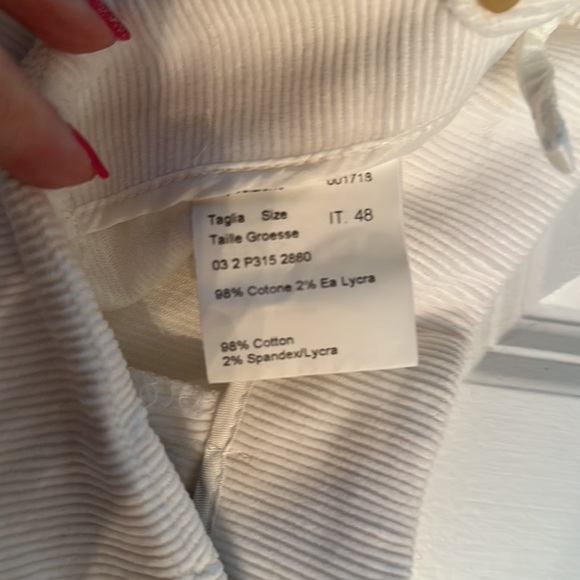 001718
Taglia Size IT. 48
Taille Groesse
03 2 P315 2860
98% Cotone 2% Ea Lycra
98% Cotton
2% Spandex/Lycra